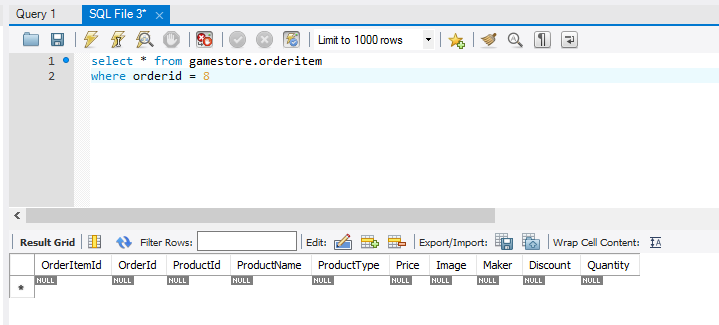 Query 1 SQL File 3* ×
Limit to 1000 rows
1 select * from gamestore.orderitem
2 where orderid = 8
Result Grid Filter Rows: Edit: Export/Import: Wrap Cell Content: IA
OrderItemId OrderId ProductId ProductName ProductType Price Image Maker Discount Quantity
* NULL NULL NULL NULL NULL NULL NULL NULL NULL NULL